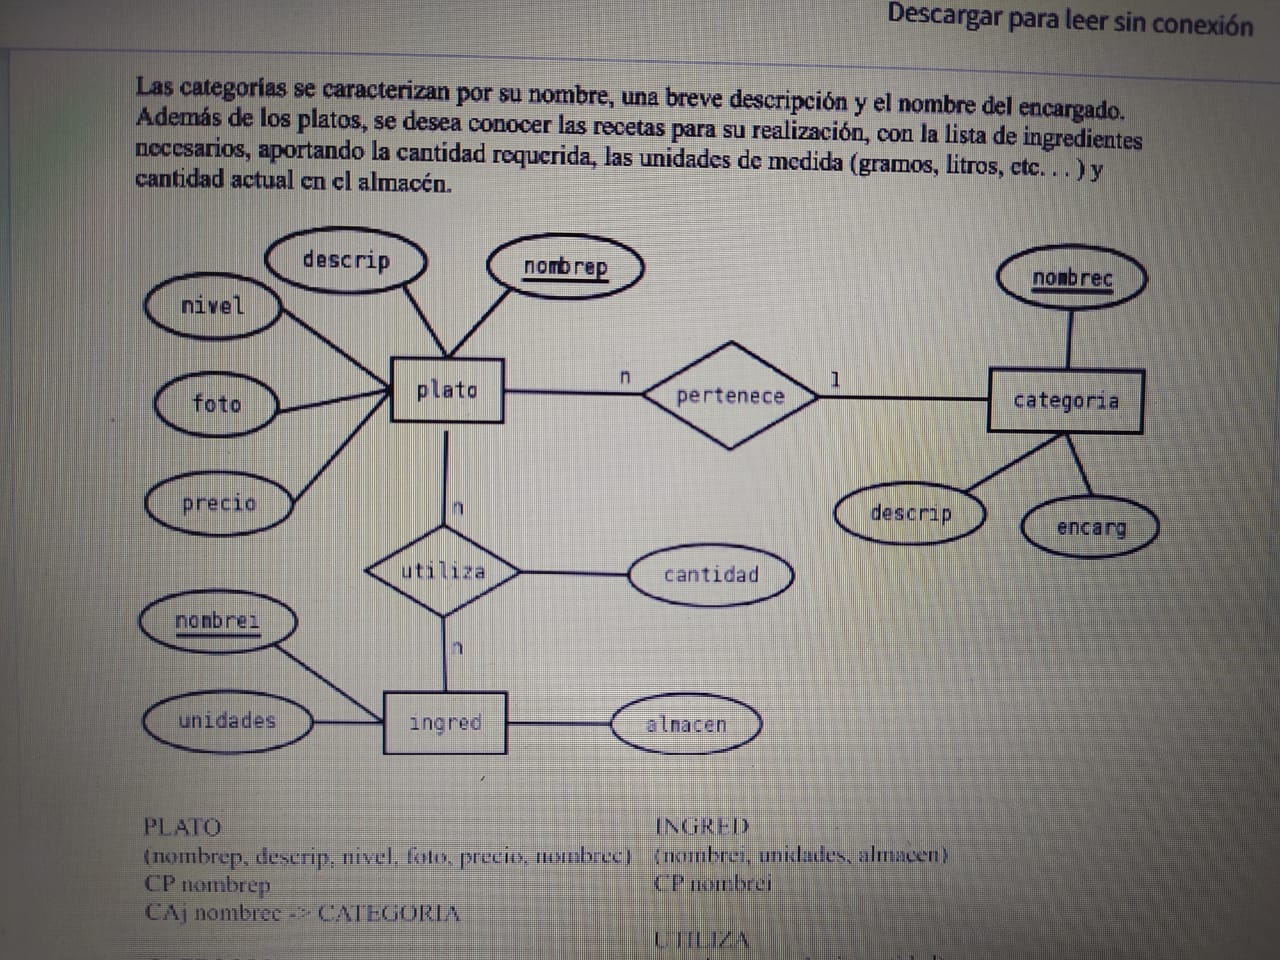 Descargar para leer sin conexión
Las categorías se caracterizan por su nombre, una breve descripción y el nombre del encargado.
Además de los platos, se desea conocer las recetas para su realización, con la lista de ingredientes
necesarios, aportando la cantidad requerida, las unidades de medida (gramos, litros, etc. . . ) y
cantidad actual en el almacén.
descrip
nombrep
nombrec
nivel
n
1
plato
pertenece
categoria
foto
precio
n
descrip
encarg
utiliza
cantidad
nombrei
n
unidades
ingred
almacen
PLATO
(nombrep, descrip, nivel, foto, precio, nombrec)
CP nombrep
CAj nombrec -> CATEGORIA
INGRED
(nombrei, unidades, almacen)
CP nombrei
UTILIZA